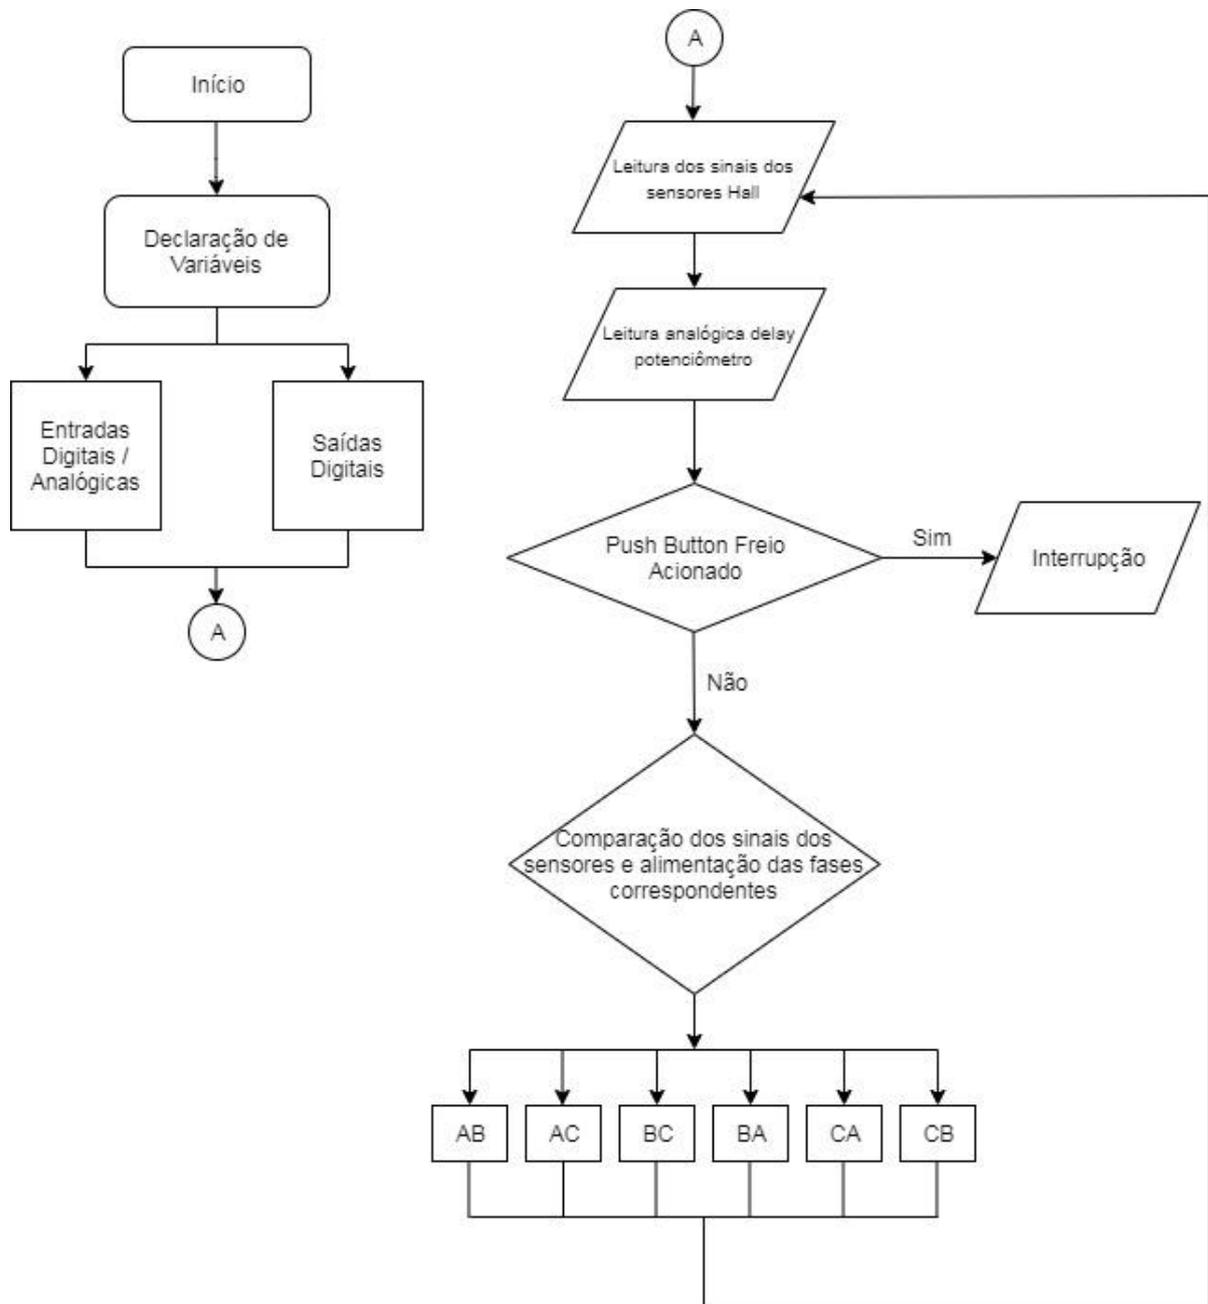 Início
Declaração de
Variáveis
Entradas
Digitais /
Analógicas
Saídas
Digitais
A
A
Leitura dos sinais dos
sensores Hall
Leitura analógica delay
potenciômetro
Push Button Freio
Acionado
Sim
Interrupção
Não
Comparação dos sinais dos
sensores e alimentação das fases
correspondentes
AB
AC
BC
BA
CA
CB